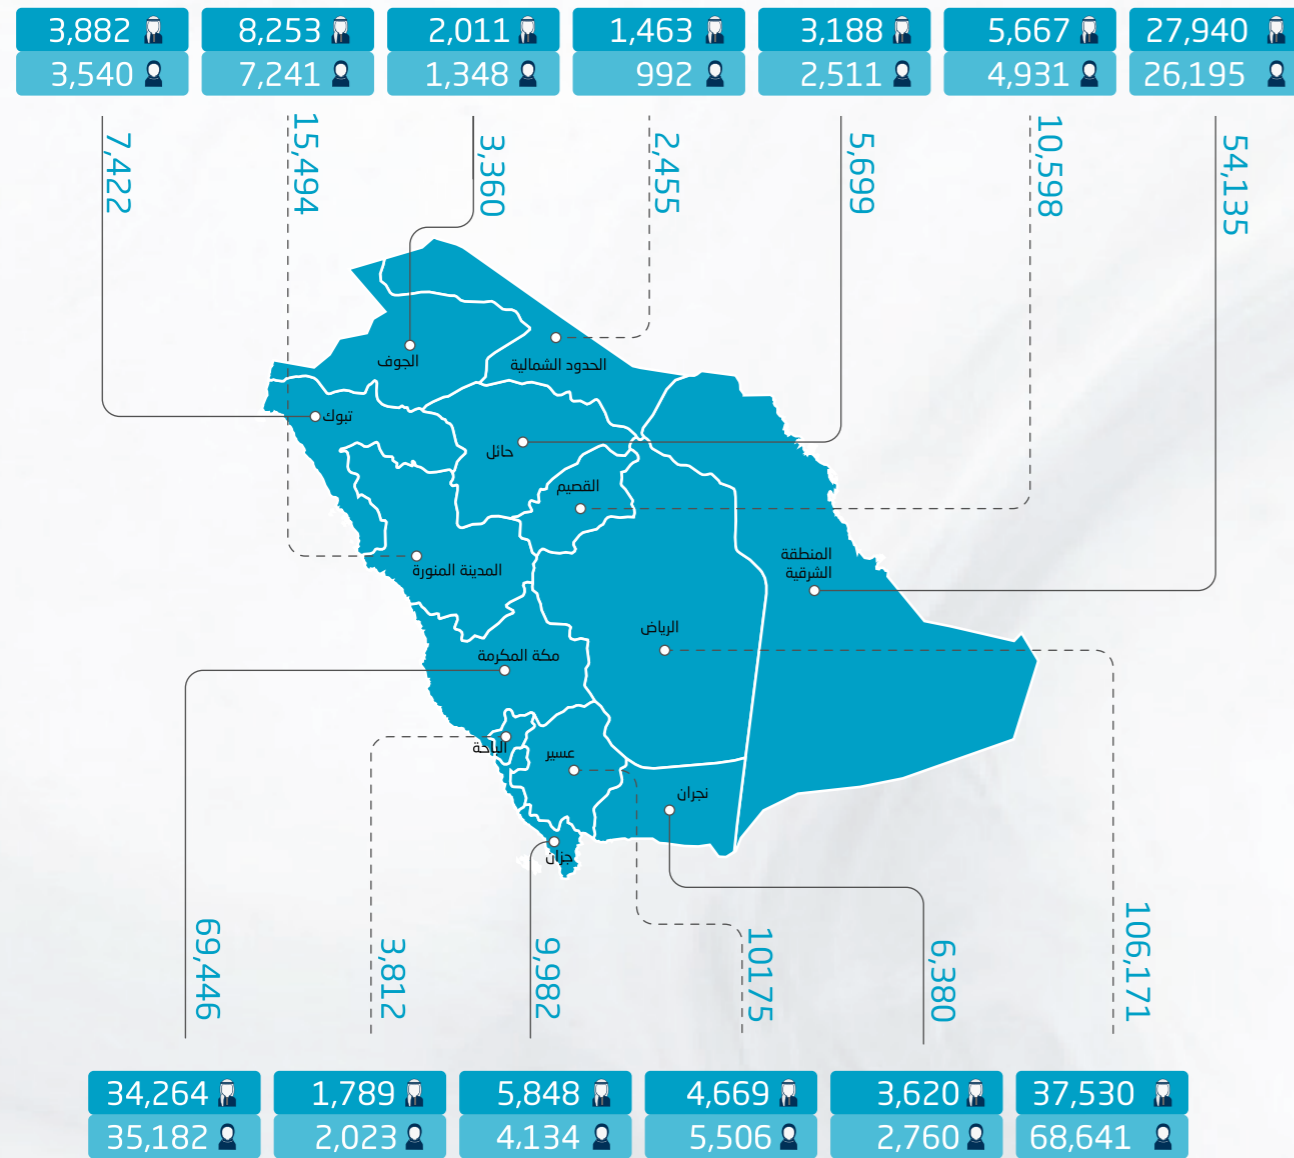 3,882
8,253
2,011
1,463
3,188
5,667
27,940
3,540
7,241
1,348
992
2,511
4,931
26,195
7,422
15,494
3,360
2,455
5,699
10,598
54,135
الجوف
الحدود الشمالية
تبوك
حائل
القصيم
المنطقة
الشرقية
المدينة المنورة
الرياض
مكة المكرمة
الباحة
عسير
نجران
جزان
69,446
3,812
9,982
10175
6,380
106,171
34,264
1,789
5,848
4,669
3,620
37,530
35,182
2,023
4,134
5,506
2,760
68,641